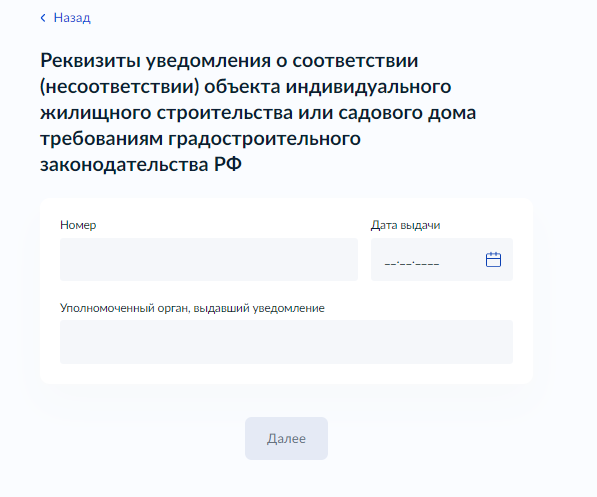 Назад
Реквизиты уведомления о соответствии
(несоответствии) объекта индивидуального
жилищного строительства или садового дома
требованиям градостроительного
законодательства РФ
Номер
Дата выдачи
__.__.____
Уполномоченный орган, выдавший уведомление
Далее